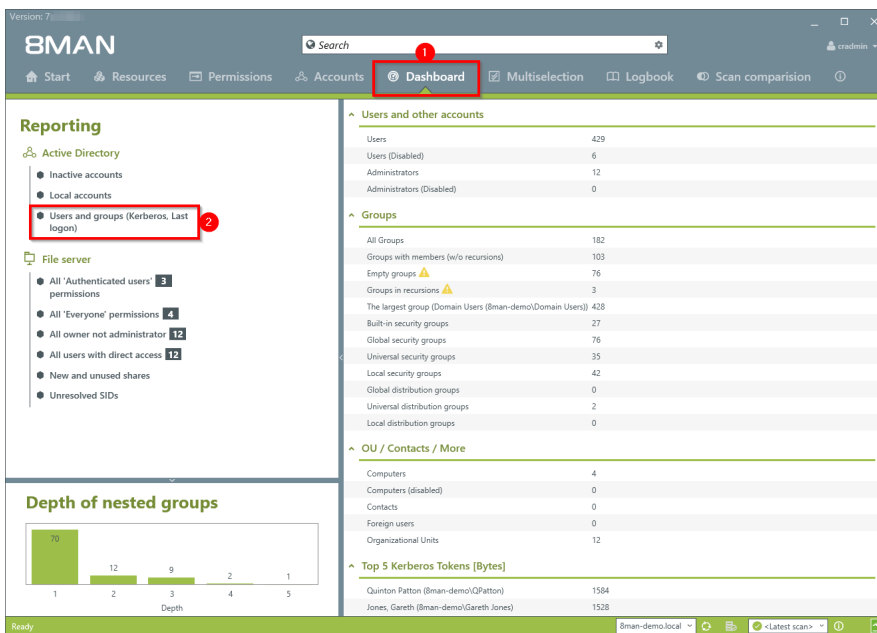 Version: 7
8MAN
Search
cradmin
1
Start
Resources
Permissions
Accounts
Dashboard
Multiselection
Logbook
Scan comparision
Reporting
Active Directory
Inactive accounts
Local accounts
Users and groups (Kerberos, Last
logon)
2
File server
All 'Authenticated users' 3
permissions
All 'Everyone' permissions 4
All owner not administrator 12
All users with direct access 12
New and unused shares
Unresolved SIDs
Depth of nested groups
70
12
9
2
1
1 2 3 4 5
Depth
Users and other accounts
Users 429
Users (Disabled) 6
Administrators 12
Administrators (Disabled) 0
Groups
All Groups 182
Groups with members (w/o recursions) 103
Empty groups 76
Groups in recursions 3
The largest group (Domain Users (8man-demo\Domain Users)) 428
Built-in security groups 27
Global security groups 76
Universal security groups 35
Local security groups 42
Global distribution groups 0
Universal distribution groups 2
Local distribution groups 0
OU / Contacts / More
Computers 4
Computers (disabled) 0
Contacts 0
Foreign users 0
Organizational Units 12
Top 5 Kerberos Tokens [Bytes]
Quinton Patton (8man-demo\QPatton) 1584
Jones, Gareth (8man-demo\Gareth Jones) 1528
Ready
8man-demo.local
<Latest scan>